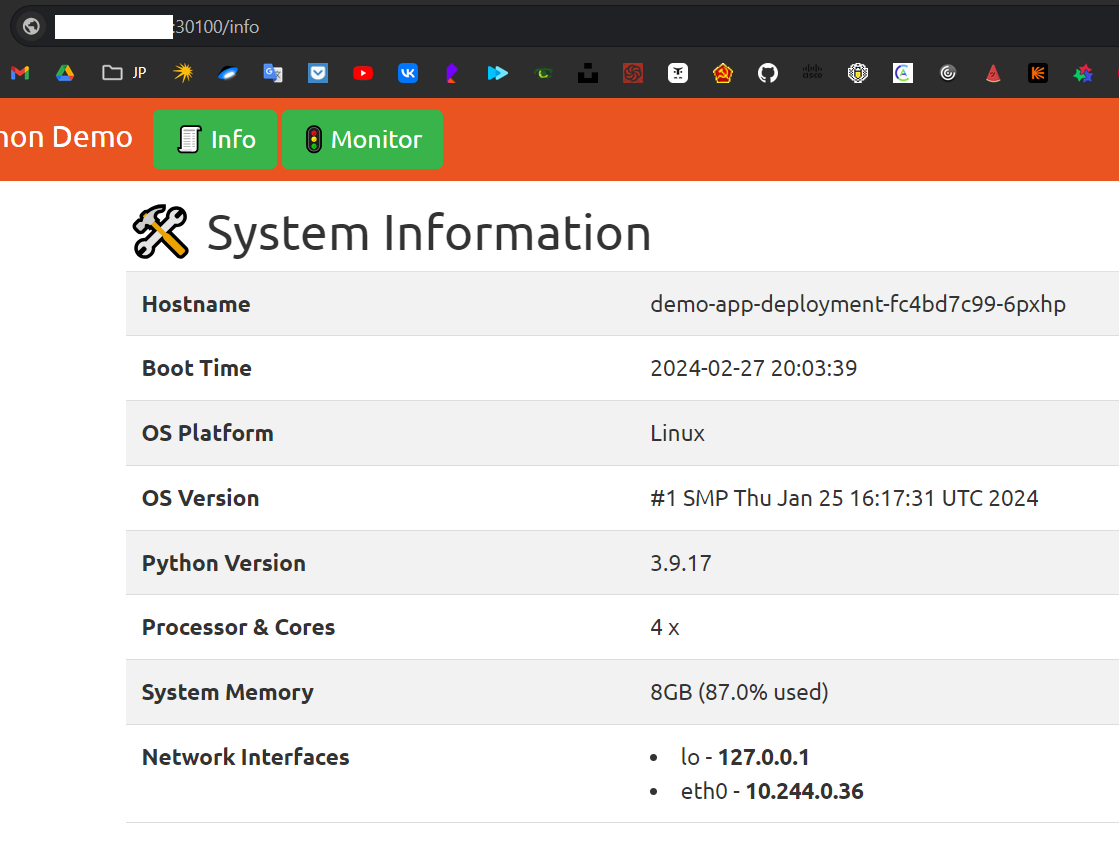 :30100/info
JP
non Demo
Info
Monitor
System Information
Hostname demo-app-deployment-fc4bd7c99-6pxhp
Boot Time 2024-02-27 20:03:39
OS Platform Linux
OS Version #1 SMP Thu Jan 25 16:17:31 UTC 2024
Python Version 3.9.17
Processor & Cores 4 x
System Memory 8GB (87.0% used)
Network Interfaces • lo - 127.0.0.1
• eth0 - 10.244.0.36